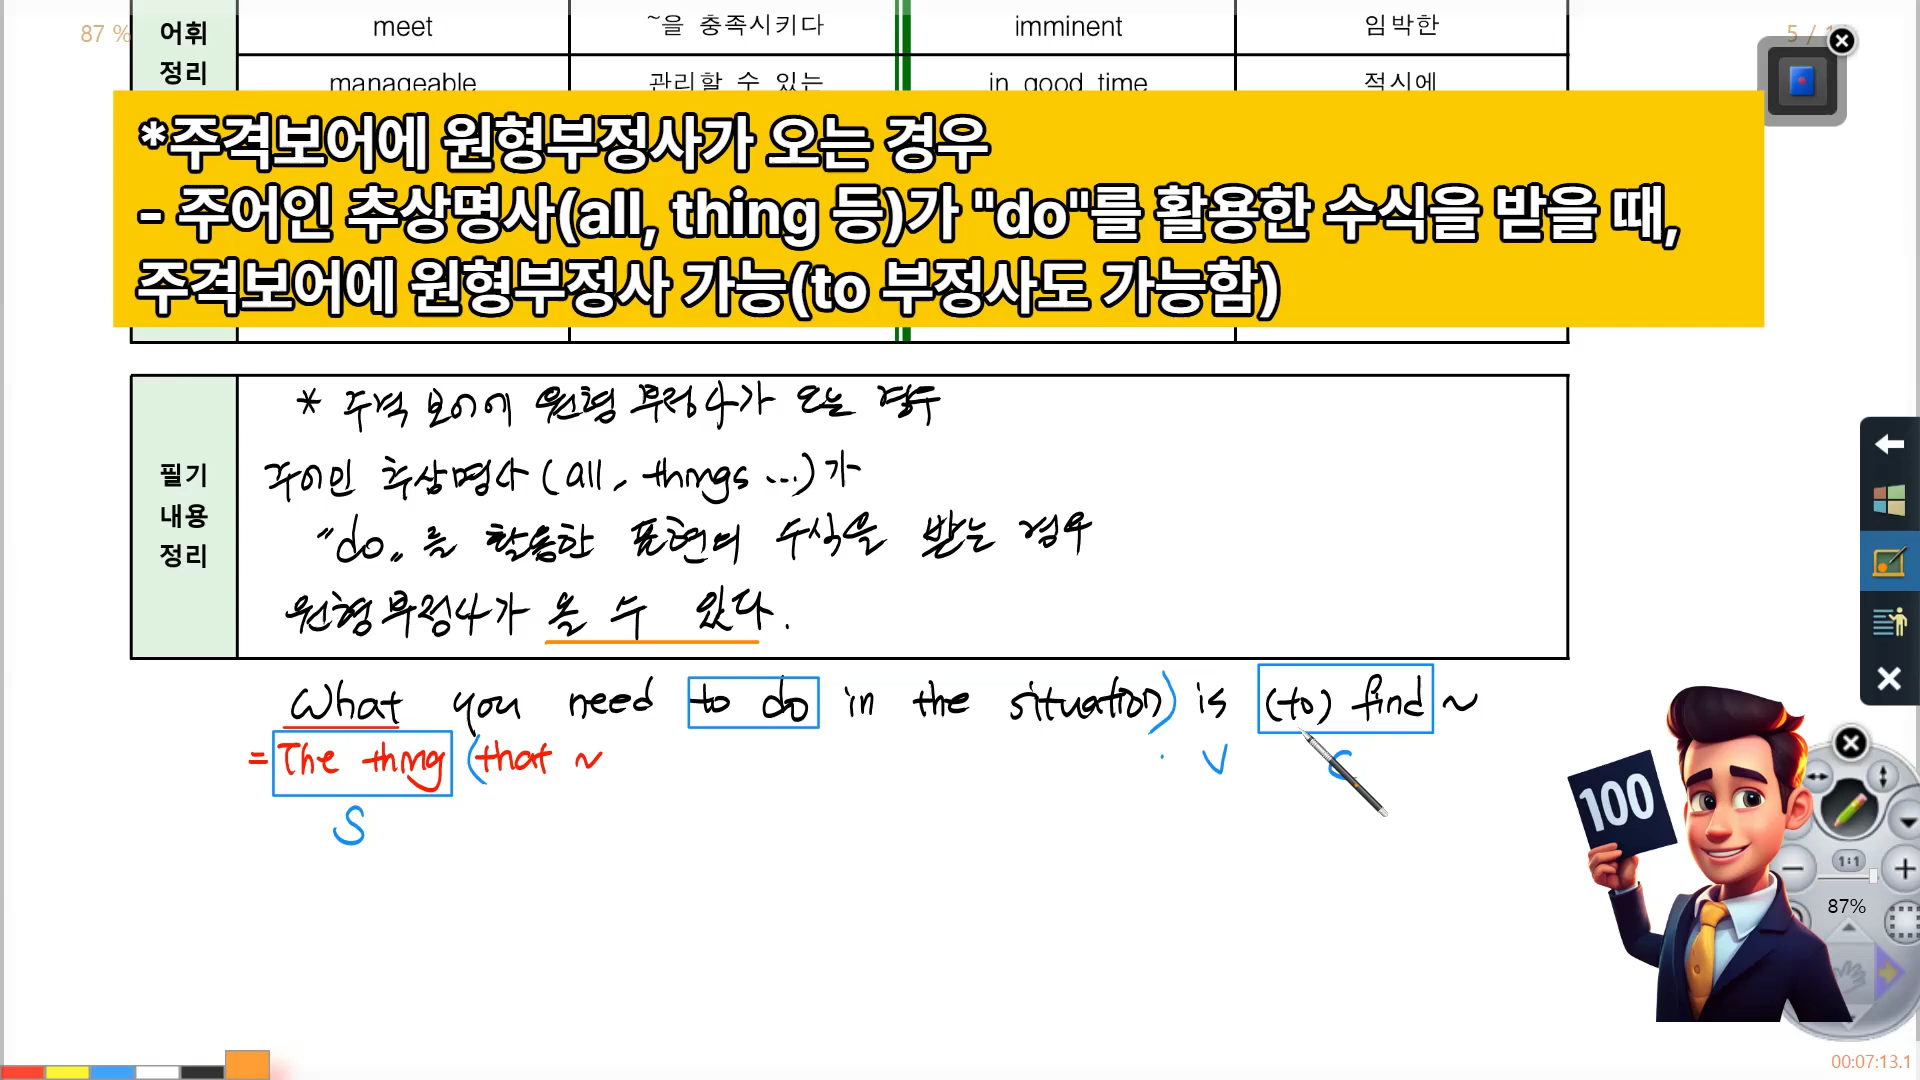 87 %
5 / 1
어휘
정리
meet
~을 충족시키다
imminent
임박한
manageable
관리할 수 있는
in good time
적시에
*주격보어에 원형부정사가 오는 경우
- 주어인 추상명사(all, thing 등)가 "do"를 활용한 수식을 받을 때,
주격보어에 원형부정사 가능(to 부정사도 가능함)
필기
내용
정리
* 주격 보어에 원형 부정사가 오는 경우
주어인 추상명사 (all, things ...)가
"do"를 활용한 표현의 수식을 받는 경우
원형 부정사가 올 수 있다.
What you need to do in the situation) is (to) find ~
= The thing (that ~
V
C
S
100
1:1
87%
00:07:13.1